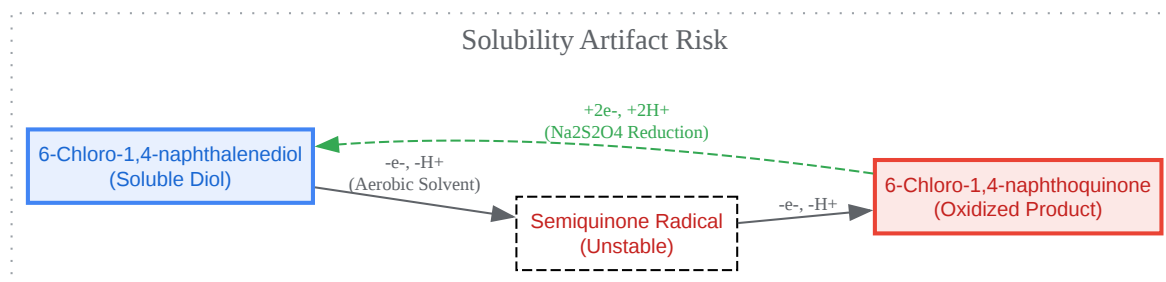 Solubility Artifact Risk
+2e-, +2H+
(Na2S2O4 Reduction)
6-Chloro-1,4-naphthalenediol
(Soluble Diol)
-e-, -H+
(Aerobic Solvent)
Semiquinone Radical
(Unstable)
-e-, -H+
6-Chloro-1,4-naphthoquinone
(Oxidized Product)